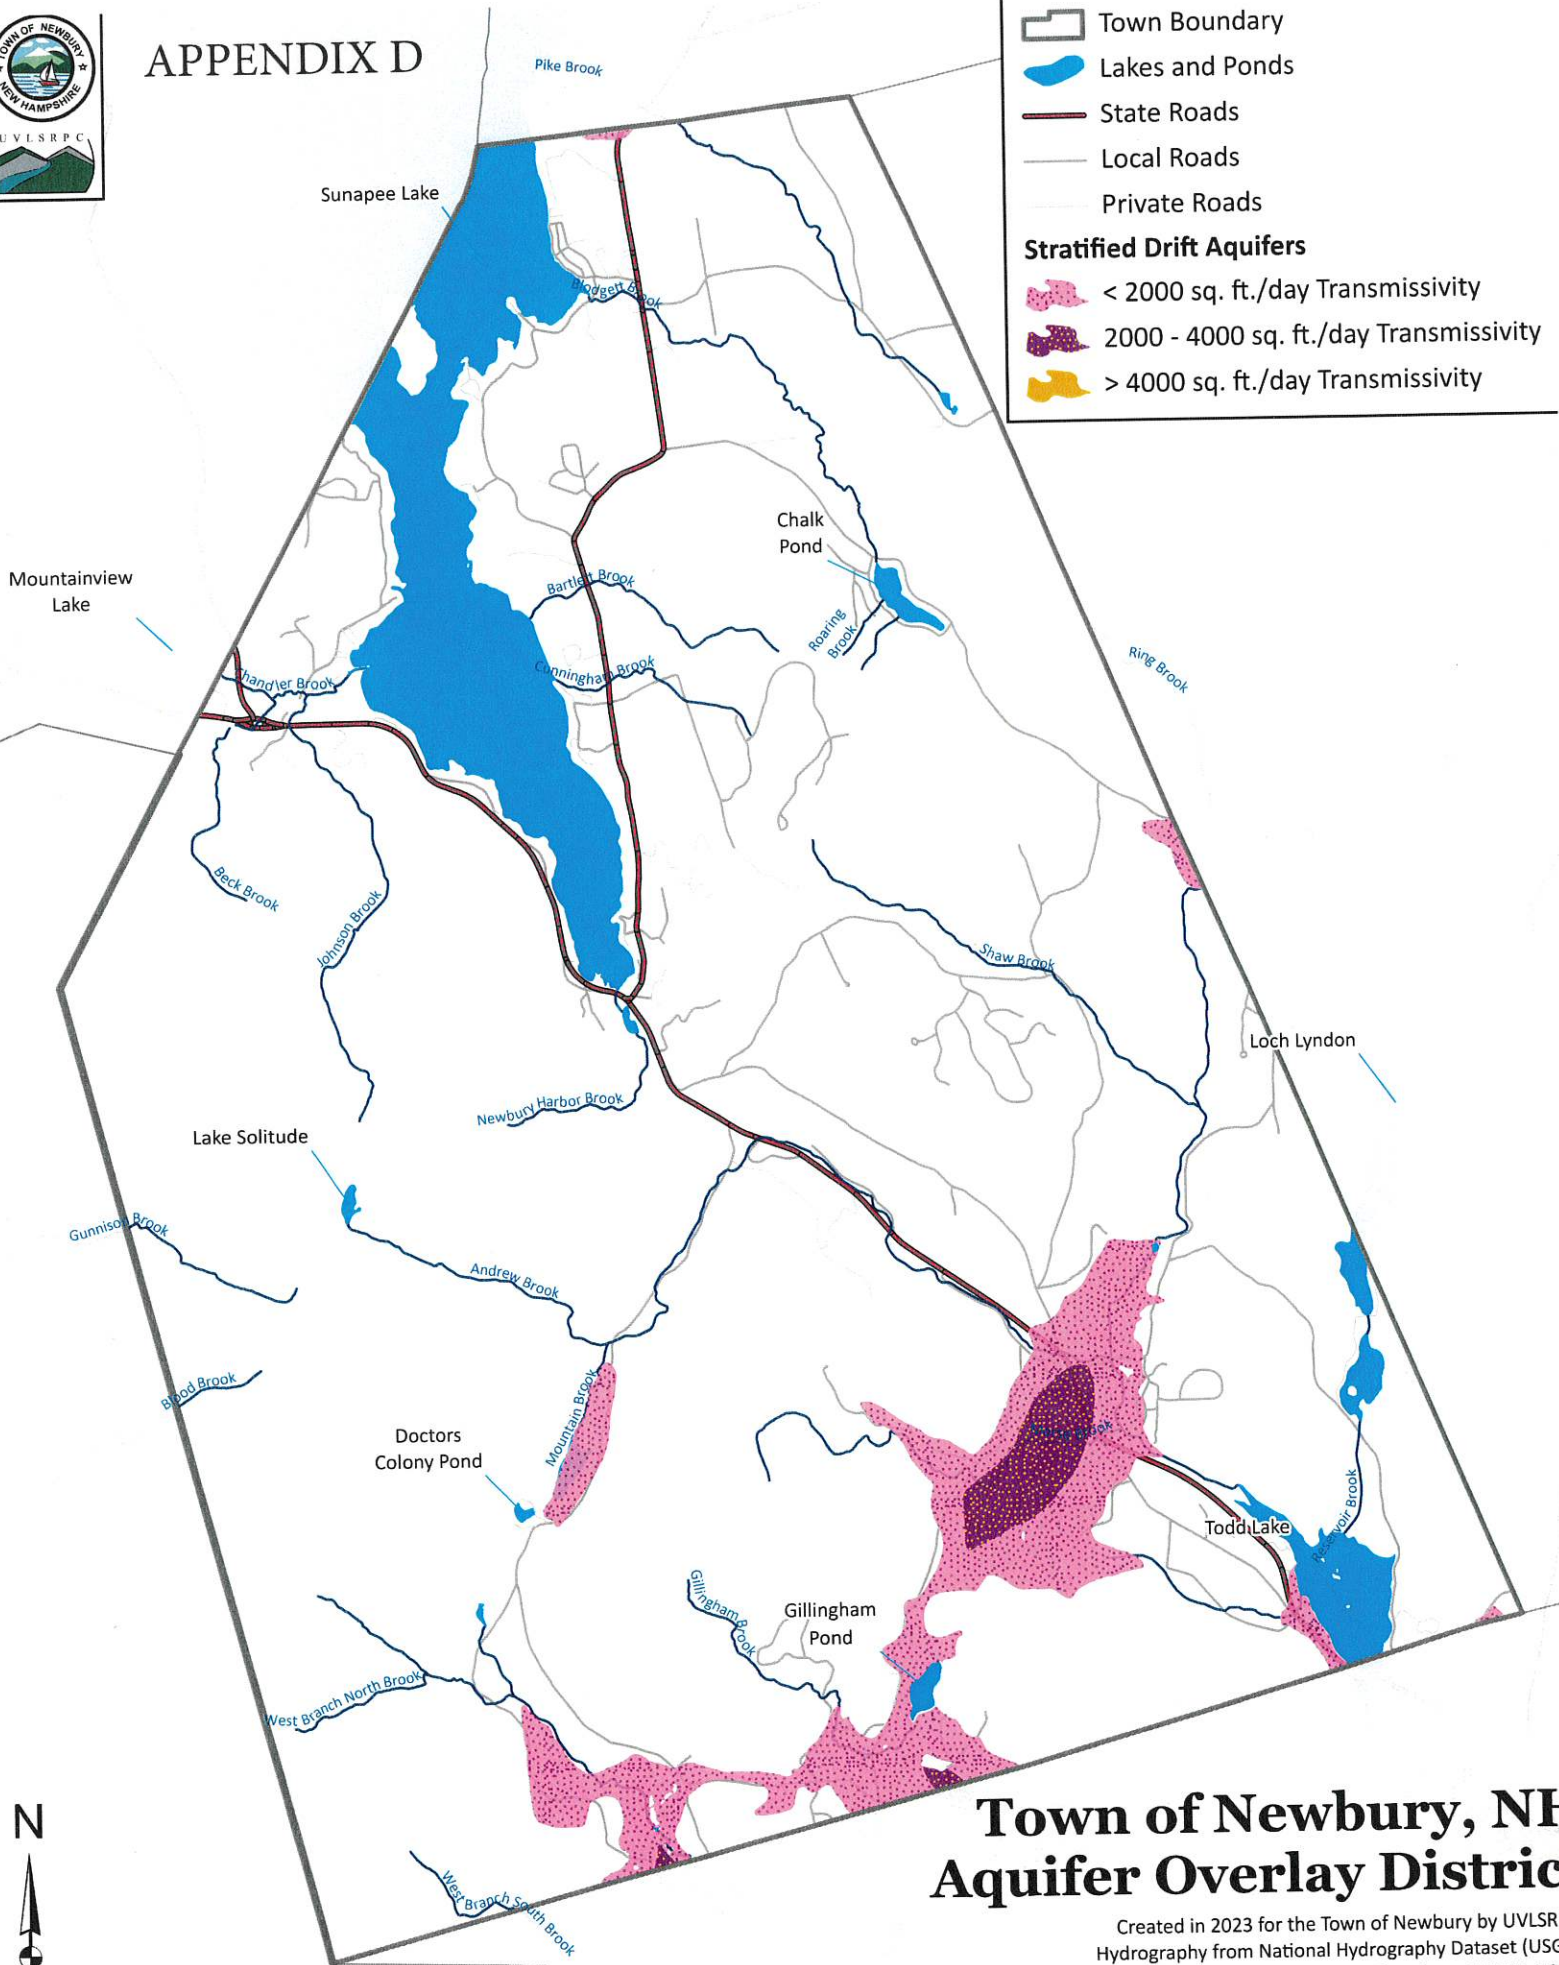 TOWN OF NEWBURY
NEW HAMPSHIRE
UVLSRPC
APPENDIX D
Pike Brook
Town Boundary
Lakes and Ponds
State Roads
Local Roads
Private Roads
Stratified Drift Aquifers
< 2000 sq. ft./day Transmissivity
2000 - 4000 sq. ft./day Transmissivity
> 4000 sq. ft./day Transmissivity
Sunapee Lake
Blodgett Brook
Chalk
Pond
Mountainview
Lake
Bartlett Brook
Roaring
Brook
Ring Brook
Cunningham Brook
Chandler Brook
Beck Brook
Johnson Brook
Shaw Brook
Loch Lyndon
Newbury Harbor Brook
Lake Solitude
Gunnison Brook
Andrew Brook
Blood Brook
Mountain Brook
Doctors
Colony Pond
Todd Lake
Reservoir Brook
Gillingham Brook
Gillingham
Pond
West Branch North Brook
West Branch South Brook
N
Town of Newbury, NH
Aquifer Overlay Distric
Created in 2023 for the Town of Newbury by UVLSR
Hydrography from National Hydrography Dataset (USG